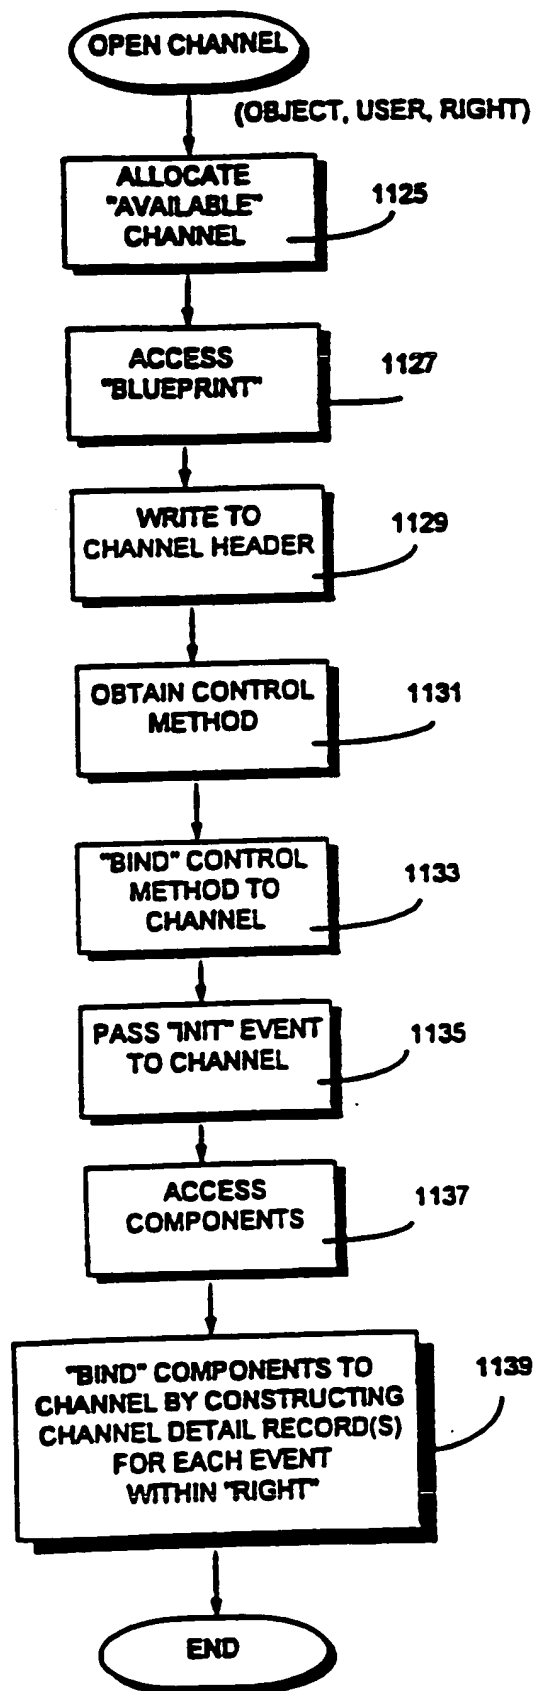 OPEN CHANNEL
(OBJECT, USER, RIGHT)
ALLOCATE
"AVAILABLE"
CHANNEL
1125
ACCESS
"BLUEPRINT"
1127
WRITE TO
CHANNEL HEADER
1129
OBTAIN CONTROL
METHOD
1131
"BIND" CONTROL
METHOD TO
CHANNEL
1133
PASS "INIT" EVENT
TO CHANNEL
1135
ACCESS
COMPONENTS
1137
"BIND" COMPONENTS TO
CHANNEL BY CONSTRUCTING
CHANNEL DETAIL RECORD(S)
FOR EACH EVENT
WITHIN "RIGHT"
1139
END